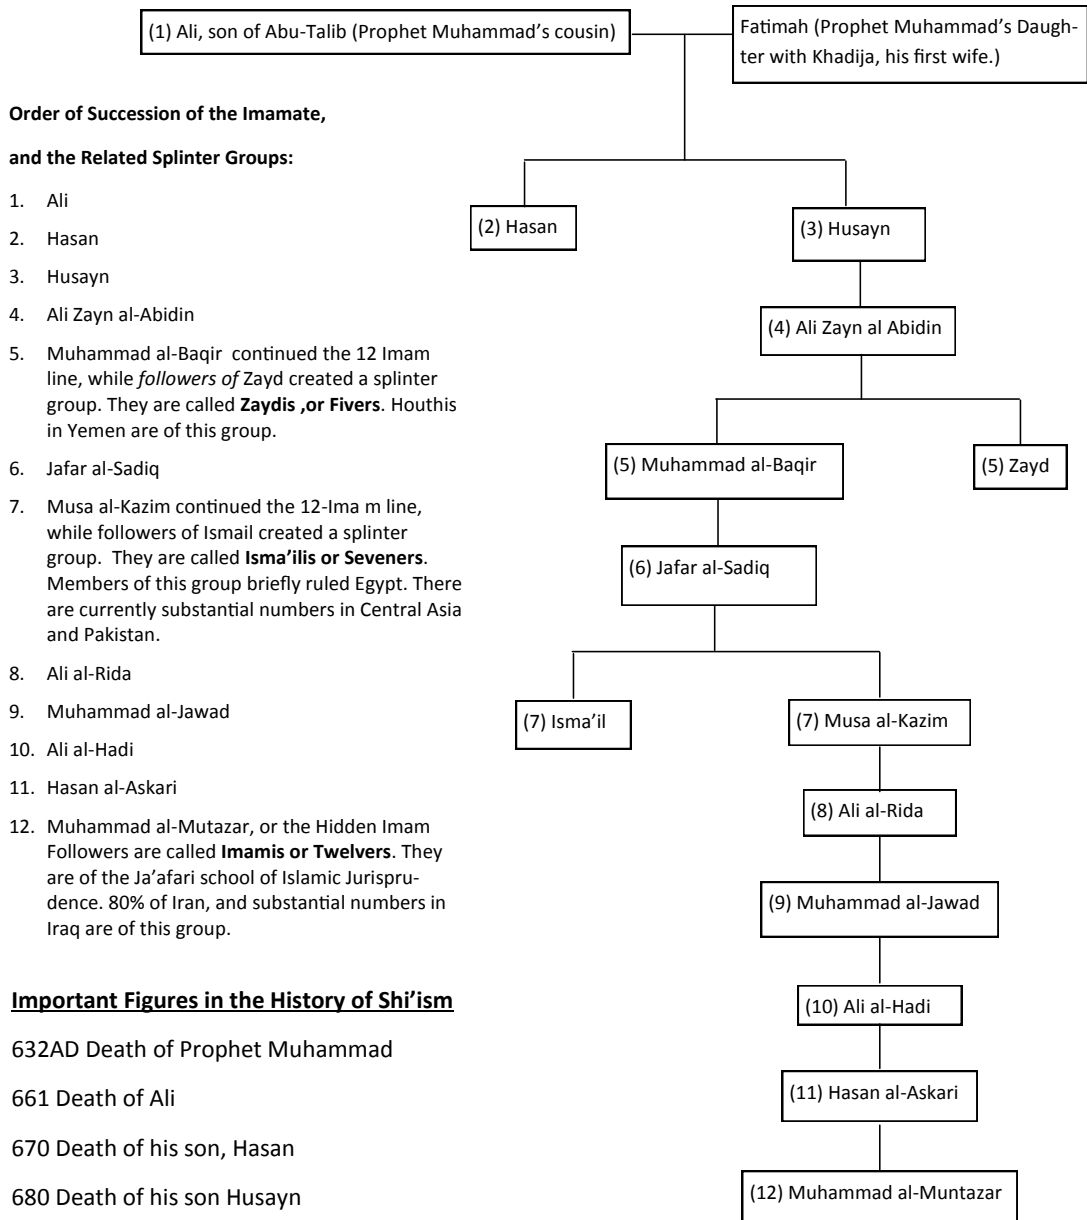 (1) Ali, son of Abu-Talib (Prophet Muhammad’s cousin)
Fatimah (Prophet Muhammad’s Daugh-
ter with Khadija, his first wife.)
Order of Succession of the Imamate,
and the Related Splinter Groups:
1. Ali
2. Hasan
3. Husayn
4. Ali Zayn al-Abidin
5. Muhammad al-Baqir continued the 12 Imam
line, while followers of Zayd created a splinter
group. They are called Zaydis ,or Fivers. Houthis
in Yemen are of this group.
6. Jafar al-Sadiq
7. Musa al-Kazim continued the 12-Ima m line,
while followers of Ismail created a splinter
group. They are called Isma’ilis or Seveners.
Members of this group briefly ruled Egypt. There
are currently substantial numbers in Central Asia
and Pakistan.
8. Ali al-Rida
9. Muhammad al-Jawad
10. Ali al-Hadi
11. Hasan al-Askari
12. Muhammad al-Mutazar, or the Hidden Imam
Followers are called Imamis or Twelvers. They
are of the Ja’afari school of Islamic Jurispru-
dence. 80% of Iran, and substantial numbers in
Iraq are of this group.
Important Figures in the History of Shi’ism
632AD Death of Prophet Muhammad
661 Death of Ali
670 Death of his son, Hasan
680 Death of his son Husayn
(2) Hasan
(3) Husayn
(4) Ali Zayn al Abidin
(5) Muhammad al-Baqir
(5) Zayd
(6) Jafar al-Sadiq
(7) Isma’il
(7) Musa al-Kazim
(8) Ali al-Rida
(9) Muhammad al-Jawad
(10) Ali al-Hadi
(11) Hasan al-Askari
(12) Muhammad al-Muntazar